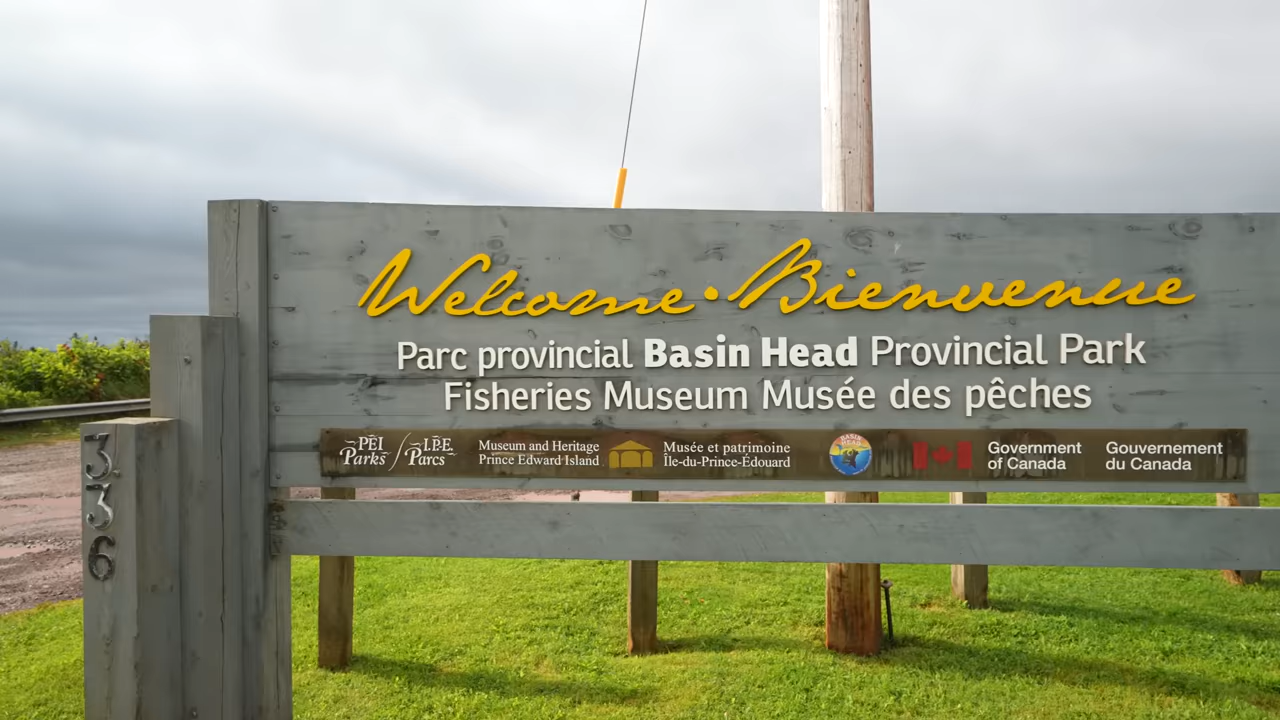 Welcome • Bienvenue
Parc provincial Basin Head Provincial Park
Fisheries Museum Musée des pêches
PEI Parks / I.P.E. Parcs
Museum and Heritage
Prince Edward Island
Musée et patrimoine
Île-du-Prince-Édouard
BASIN HEAD
Government
of Canada
Gouvernement
du Canada
336